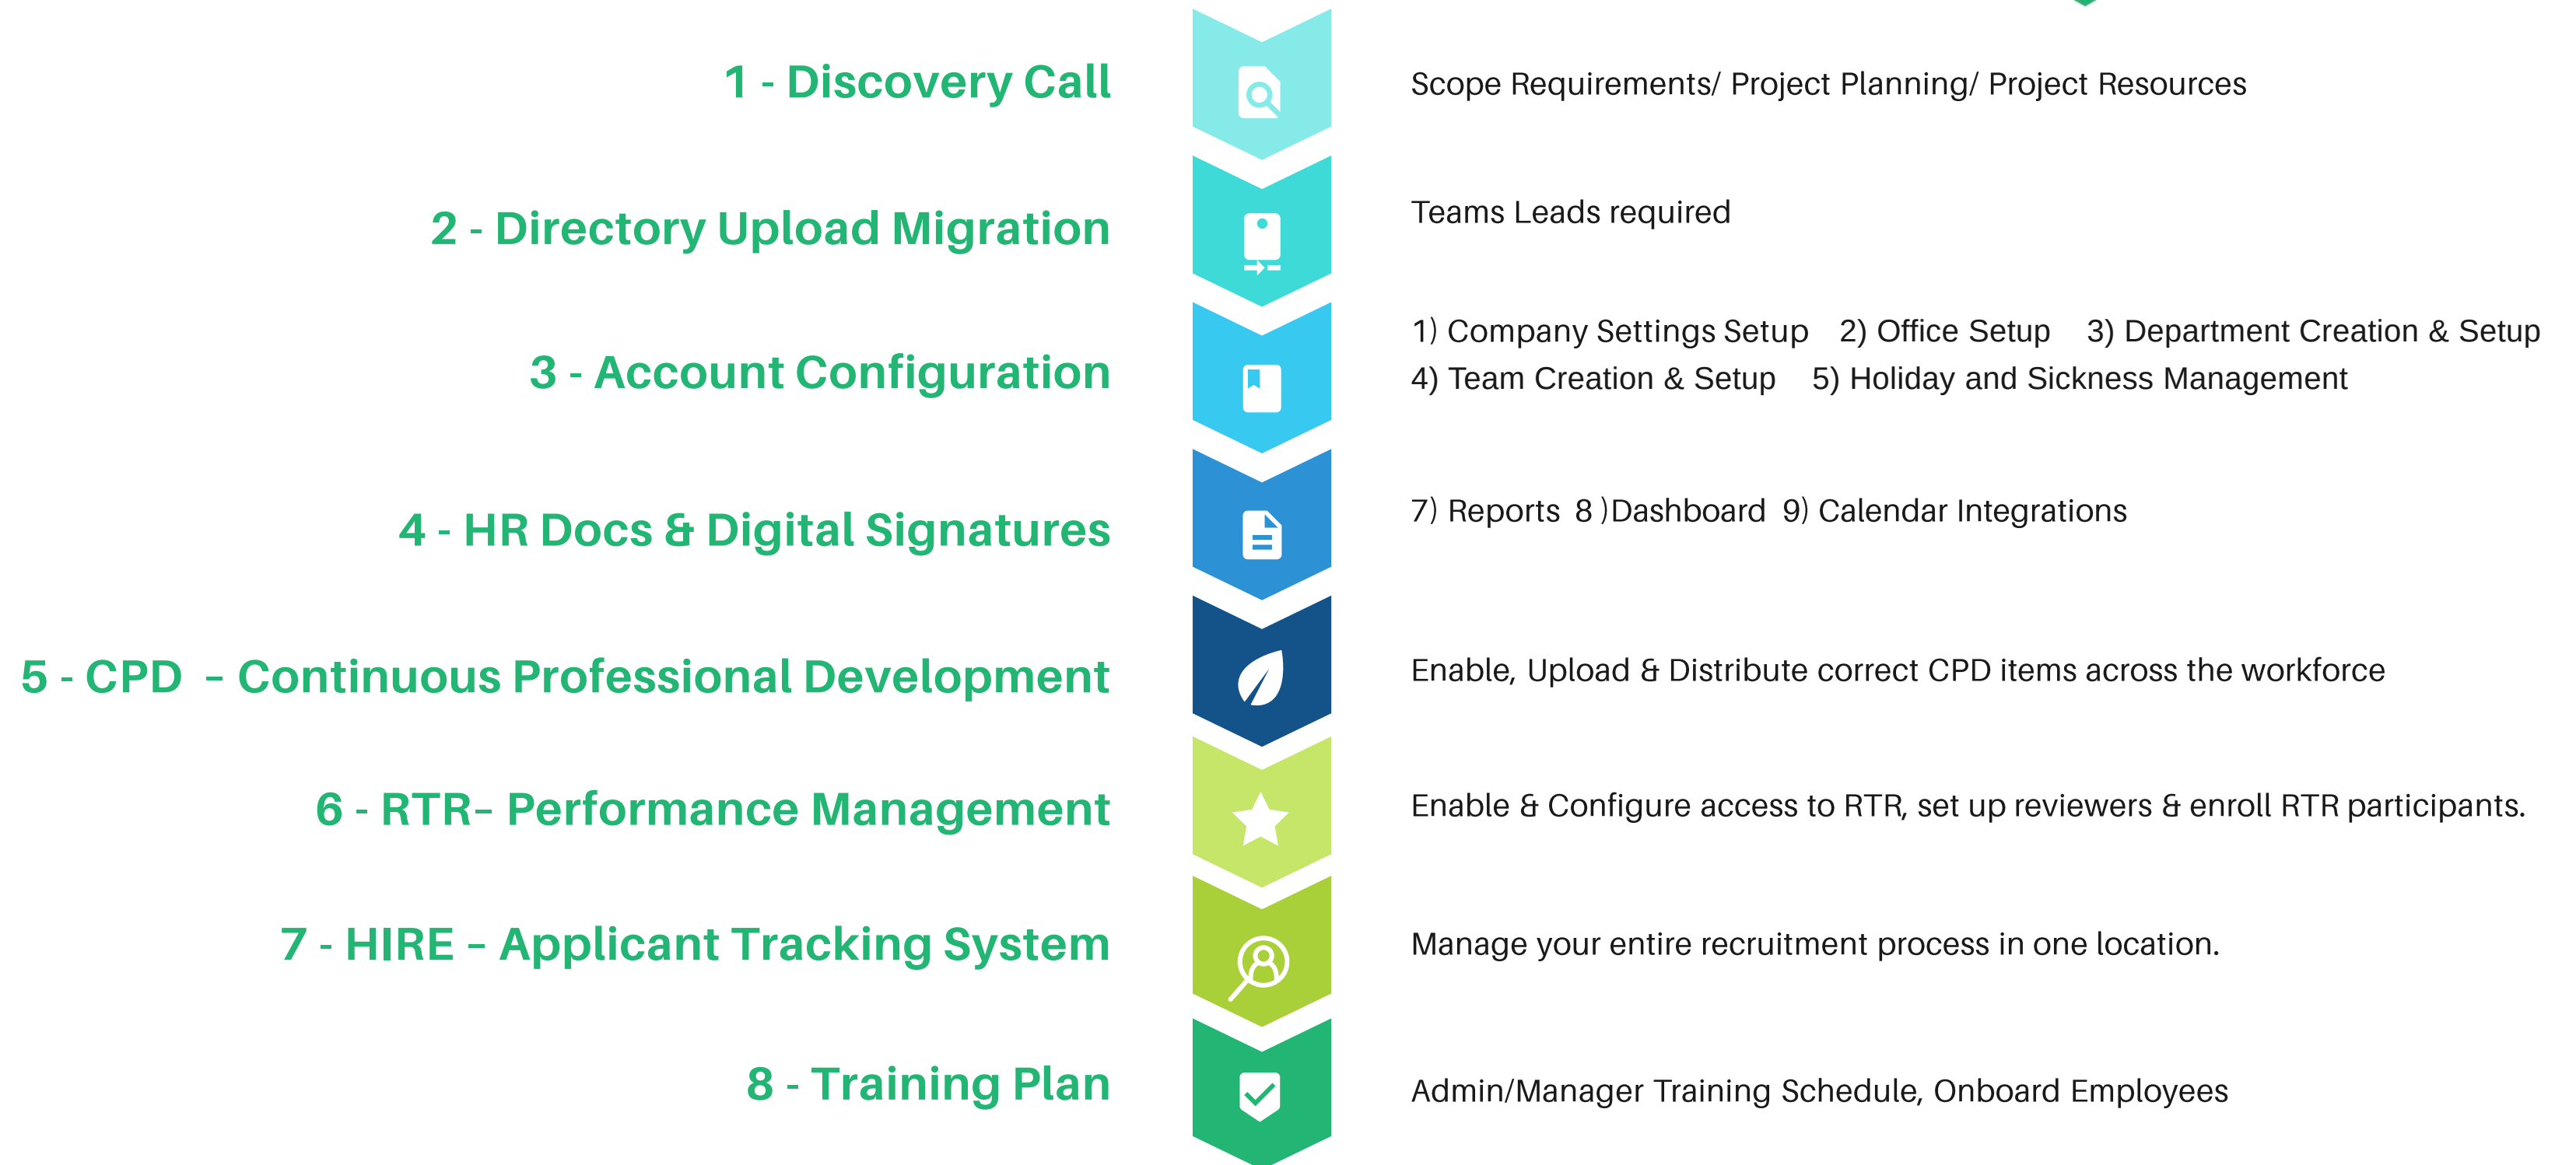 1 - Discovery Call
Scope Requirements/ Project Planning/ Project Resources
2 - Directory Upload Migration
Teams Leads required
3 - Account Configuration
1) Company Settings Setup 2) Office Setup 3) Department Creation & Setup
4) Team Creation & Setup 5) Holiday and Sickness Management
4 - HR Docs & Digital Signatures
7) Reports 8 )Dashboard 9) Calendar Integrations
5 - CPD – Continuous Professional Development
Enable, Upload & Distribute correct CPD items across the workforce
6 - RTR– Performance Management
Enable & Configure access to RTR, set up reviewers & enroll RTR participants.
7 - HIRE – Applicant Tracking System
Manage your entire recruitment process in one location.
8 - Training Plan
Admin/Manager Training Schedule, Onboard Employees